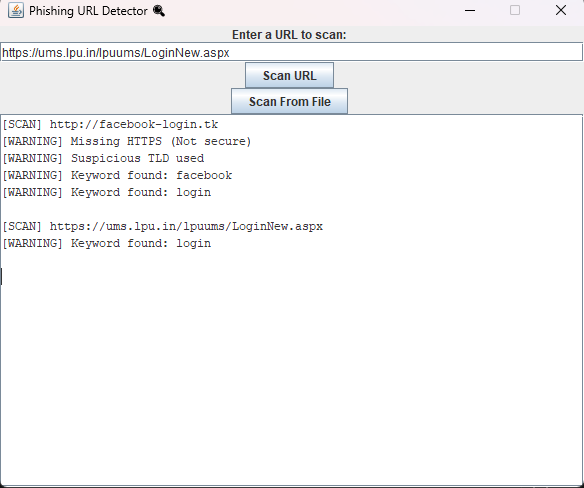 Phishing URL Detector
Enter a URL to scan:
https://ums.lpu.in/lpuums/LoginNew.aspx
Scan URL
Scan From File
[SCAN] http://facebook-login.tk
[WARNING] Missing HTTPS (Not secure)
[WARNING] Suspicious TLD used
[WARNING] Keyword found: facebook
[WARNING] Keyword found: login
[SCAN] https://ums.lpu.in/lpuums/LoginNew.aspx
[WARNING] Keyword found: login